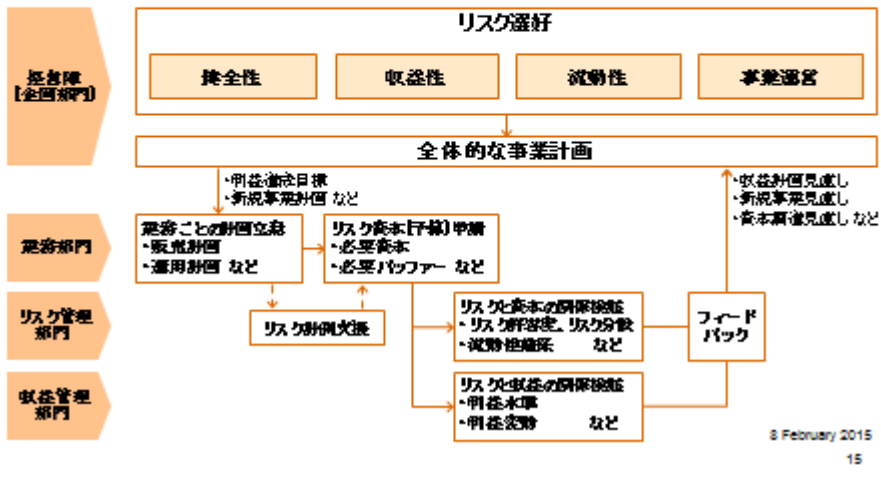 リスク選好
経営陣
(企画部門)
健全性
収益性
流動性
事業運営
全体的な事業計画
・利益創造目標
・新規事業計画 など
・収益計画見直し
・新規事業見直し
・資本調達見直し など
業務部門
業務ごとの計画立案
・販売計画
・運用計画 など
リスク資本(予算)申請
・必要資本
・必要バッファー など
リスク管理
部門
リスク計測支援
リスクと資本の関係検証
・リスク許容度、リスク分散
・流動性確保 など
フィード
バック
収益管理
部門
リスクと収益の関係検証
・利益水準
・利益変動 など
8 February 2015
15